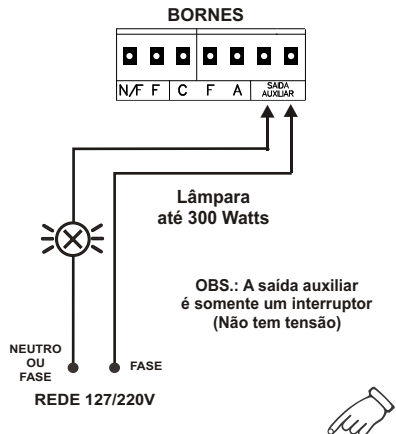 BORNES
N/F F C F A SAÍDA
AUXILIAR
Lâmpara
até 300 Watts
OBS.: A saída auxiliar
é somente um interruptor
(Não tem tensão)
NEUTRO
OU
FASE
FASE
REDE 127/220V